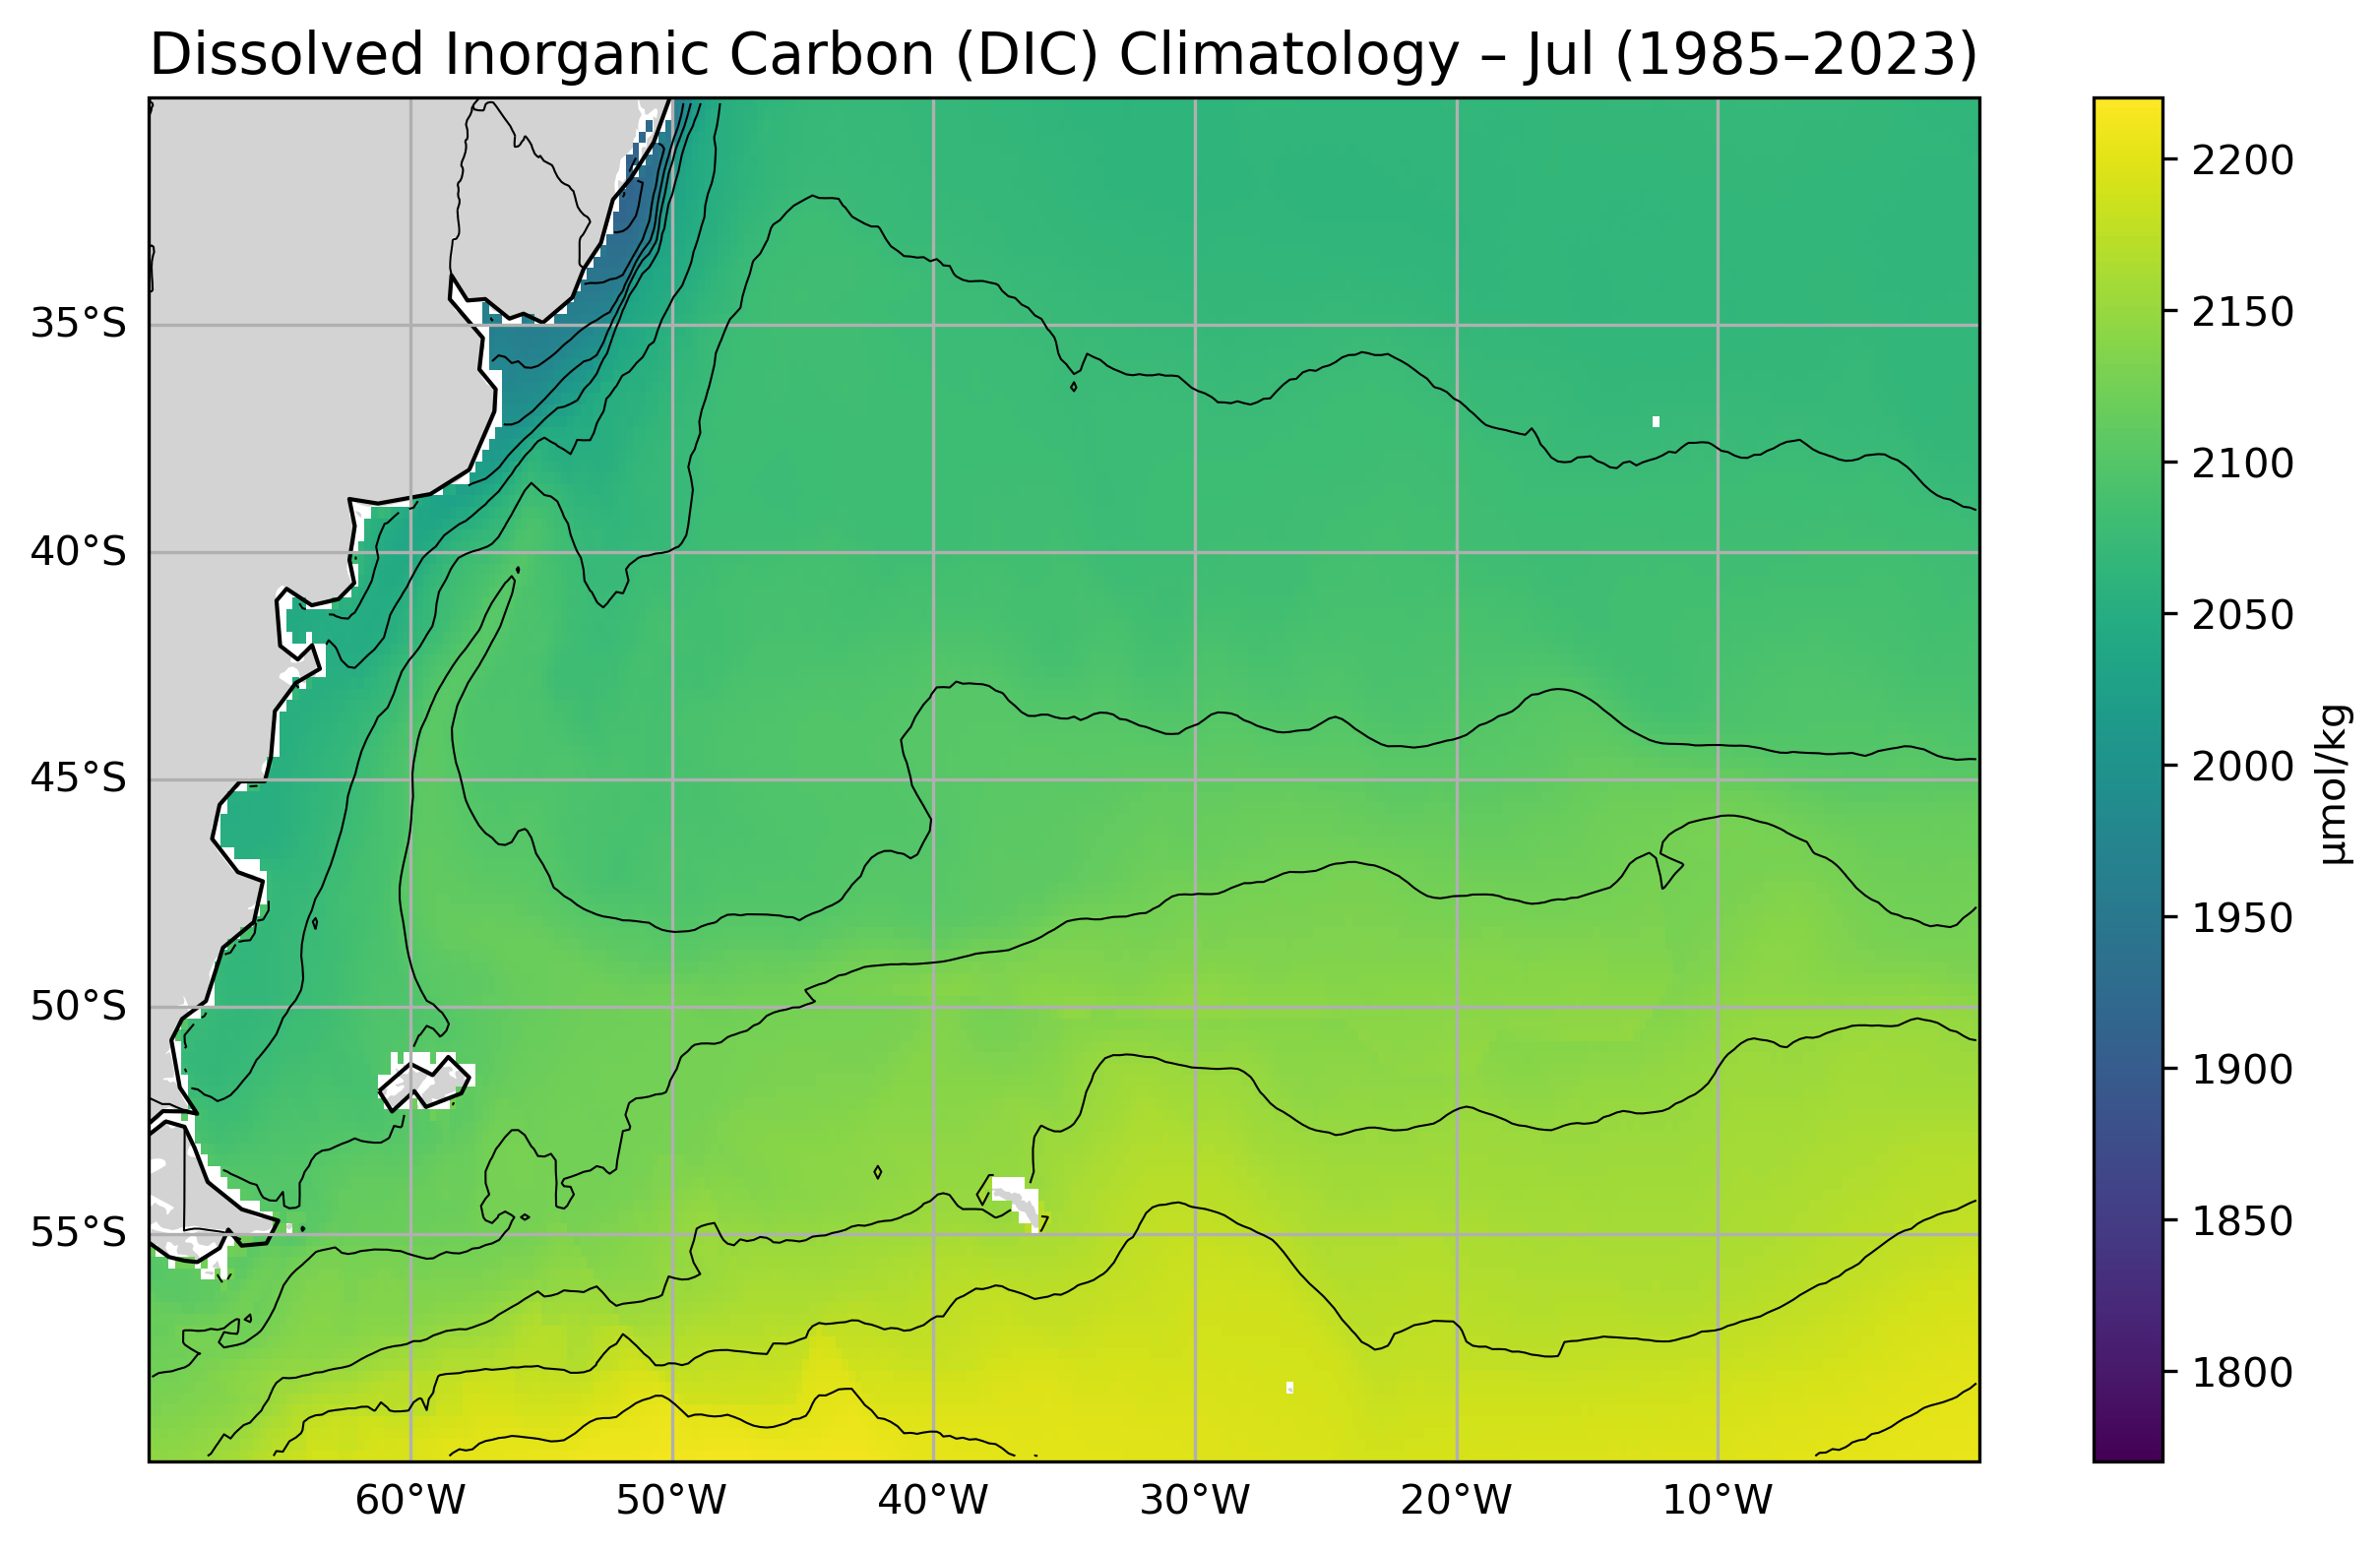 Dissolved Inorganic Carbon (DIC) Climatology – Jul (1985–2023)
35°S
40°S
45°S
50°S
55°S
60°W
50°W
40°W
30°W
20°W
10°W
2200
2150
2100
2050
2000
1950
1900
1850
1800
μmol/kg